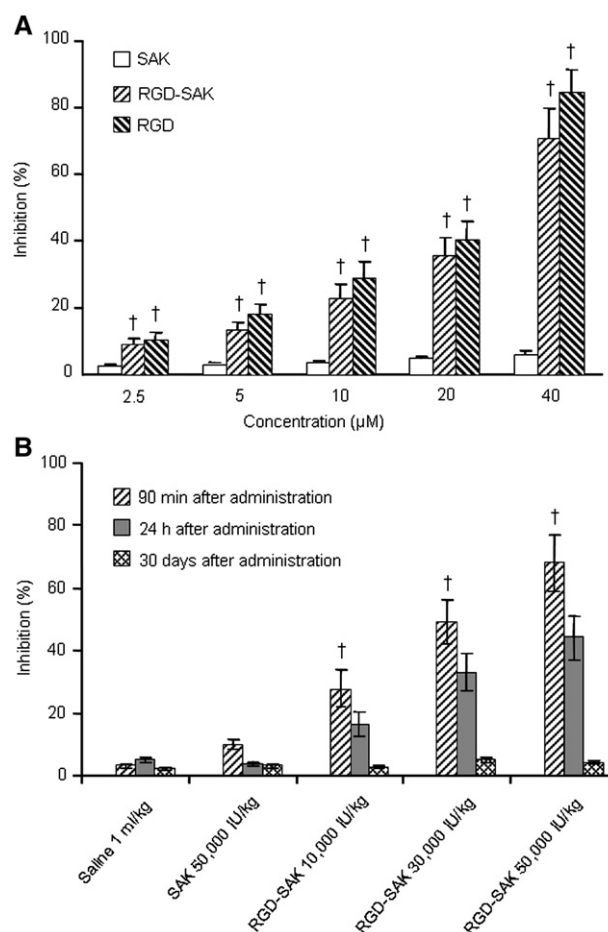 A
SAK
RGD-SAK
RGD
Inhibition (%)
100
80
60
40
20
0
† † † † † † † † † †
2.5 5 10 20 40
Concentration (µM)
B
90 min after administration
24 h after administration
30 days after administration
Inhibition (%)
100
80
60
40
20
0
† † †
Saline 1 ml/kg
SAK 50,000 IU/kg
RGD-SAK 10,000 IU/kg
RGD-SAK 30,000 IU/kg
RGD-SAK 50,000 IU/kg